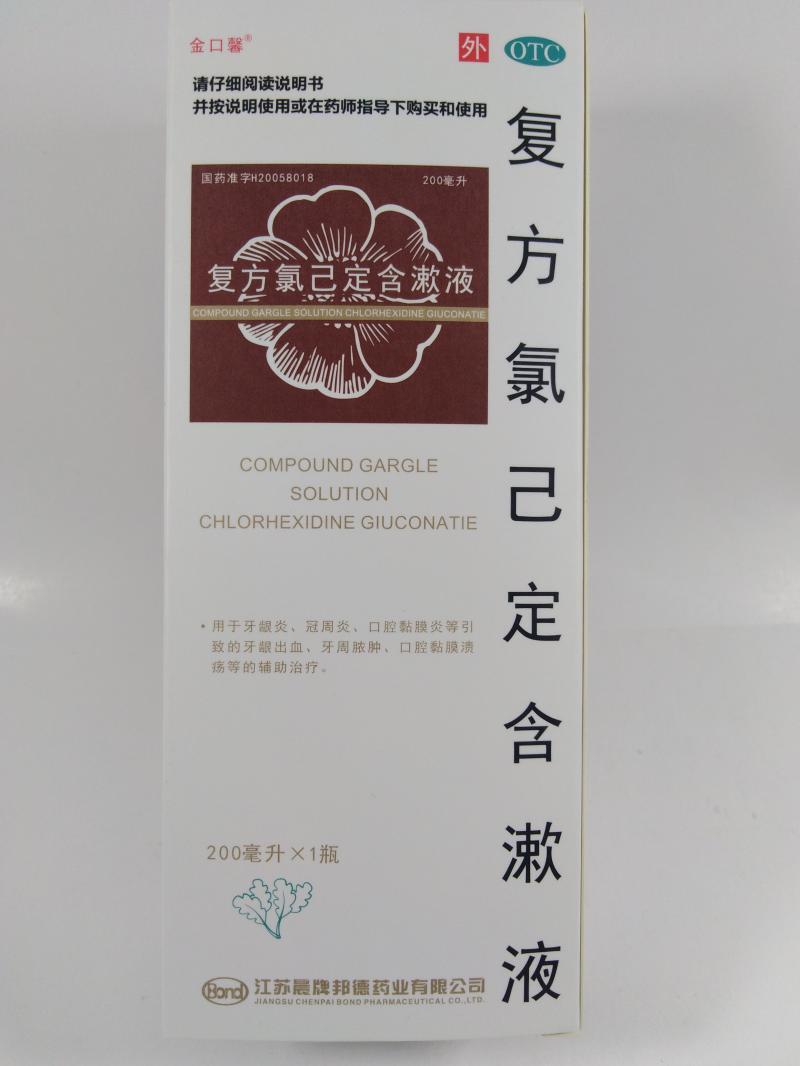 金口馨®
外
OTC
请仔细阅读说明书
并按说明使用或在药师指导下购买和使用
国药准字H20058018
200毫升
复方氯己定含漱液
COMPOUND GARGLE SOLUTION CHLORHEXIDINE GIUCONATIE
COMPOUND GARGLE
SOLUTION
CHLORHEXIDINE GIUCONATIE
•用于牙龈炎、冠周炎、口腔黏膜炎等引
致的牙龈出血、牙周脓肿、口腔黏膜溃
疡等的辅助治疗。
200毫升×1瓶
Bond
江苏晨牌邦德药业有限公司
JIANGSU CHENPAI BOND PHARMACEUTICAL CO.,LTD.
复方氯己定含漱液